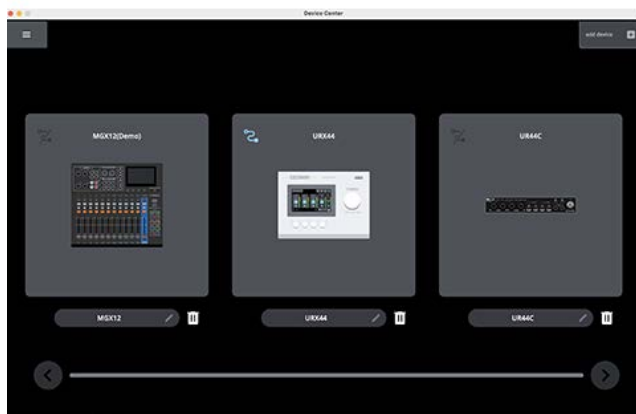 Device Center
add device
MGX12(Demo)
URX44
UR44C
MGX12
URX44
UR44C